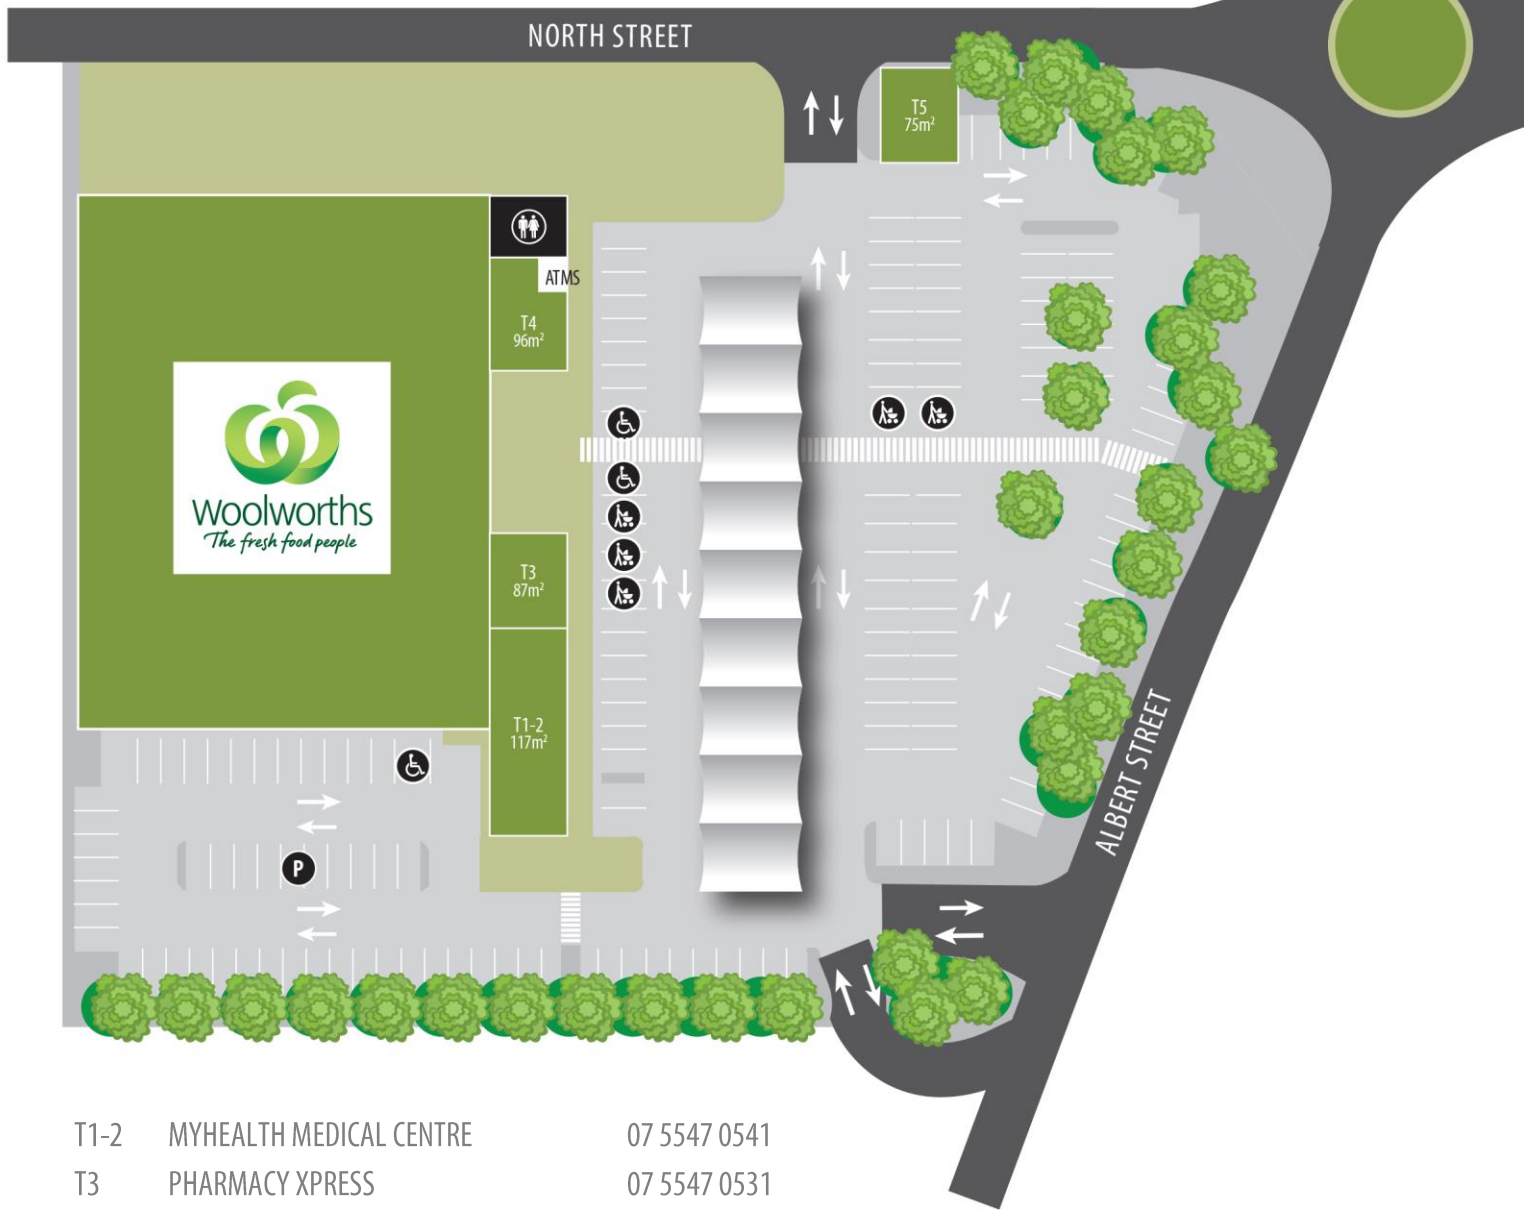 NORTH STREET
T5
75m²
ATMS
T4
96m²
Woolworths
The fresh food people
T3
87m²
T1-2
117m²
P
ALBERT STREET
T1-2 MYHEALTH MEDICAL CENTRE 07 5547 0541
T3 PHARMACY XPRESS 07 5547 0531